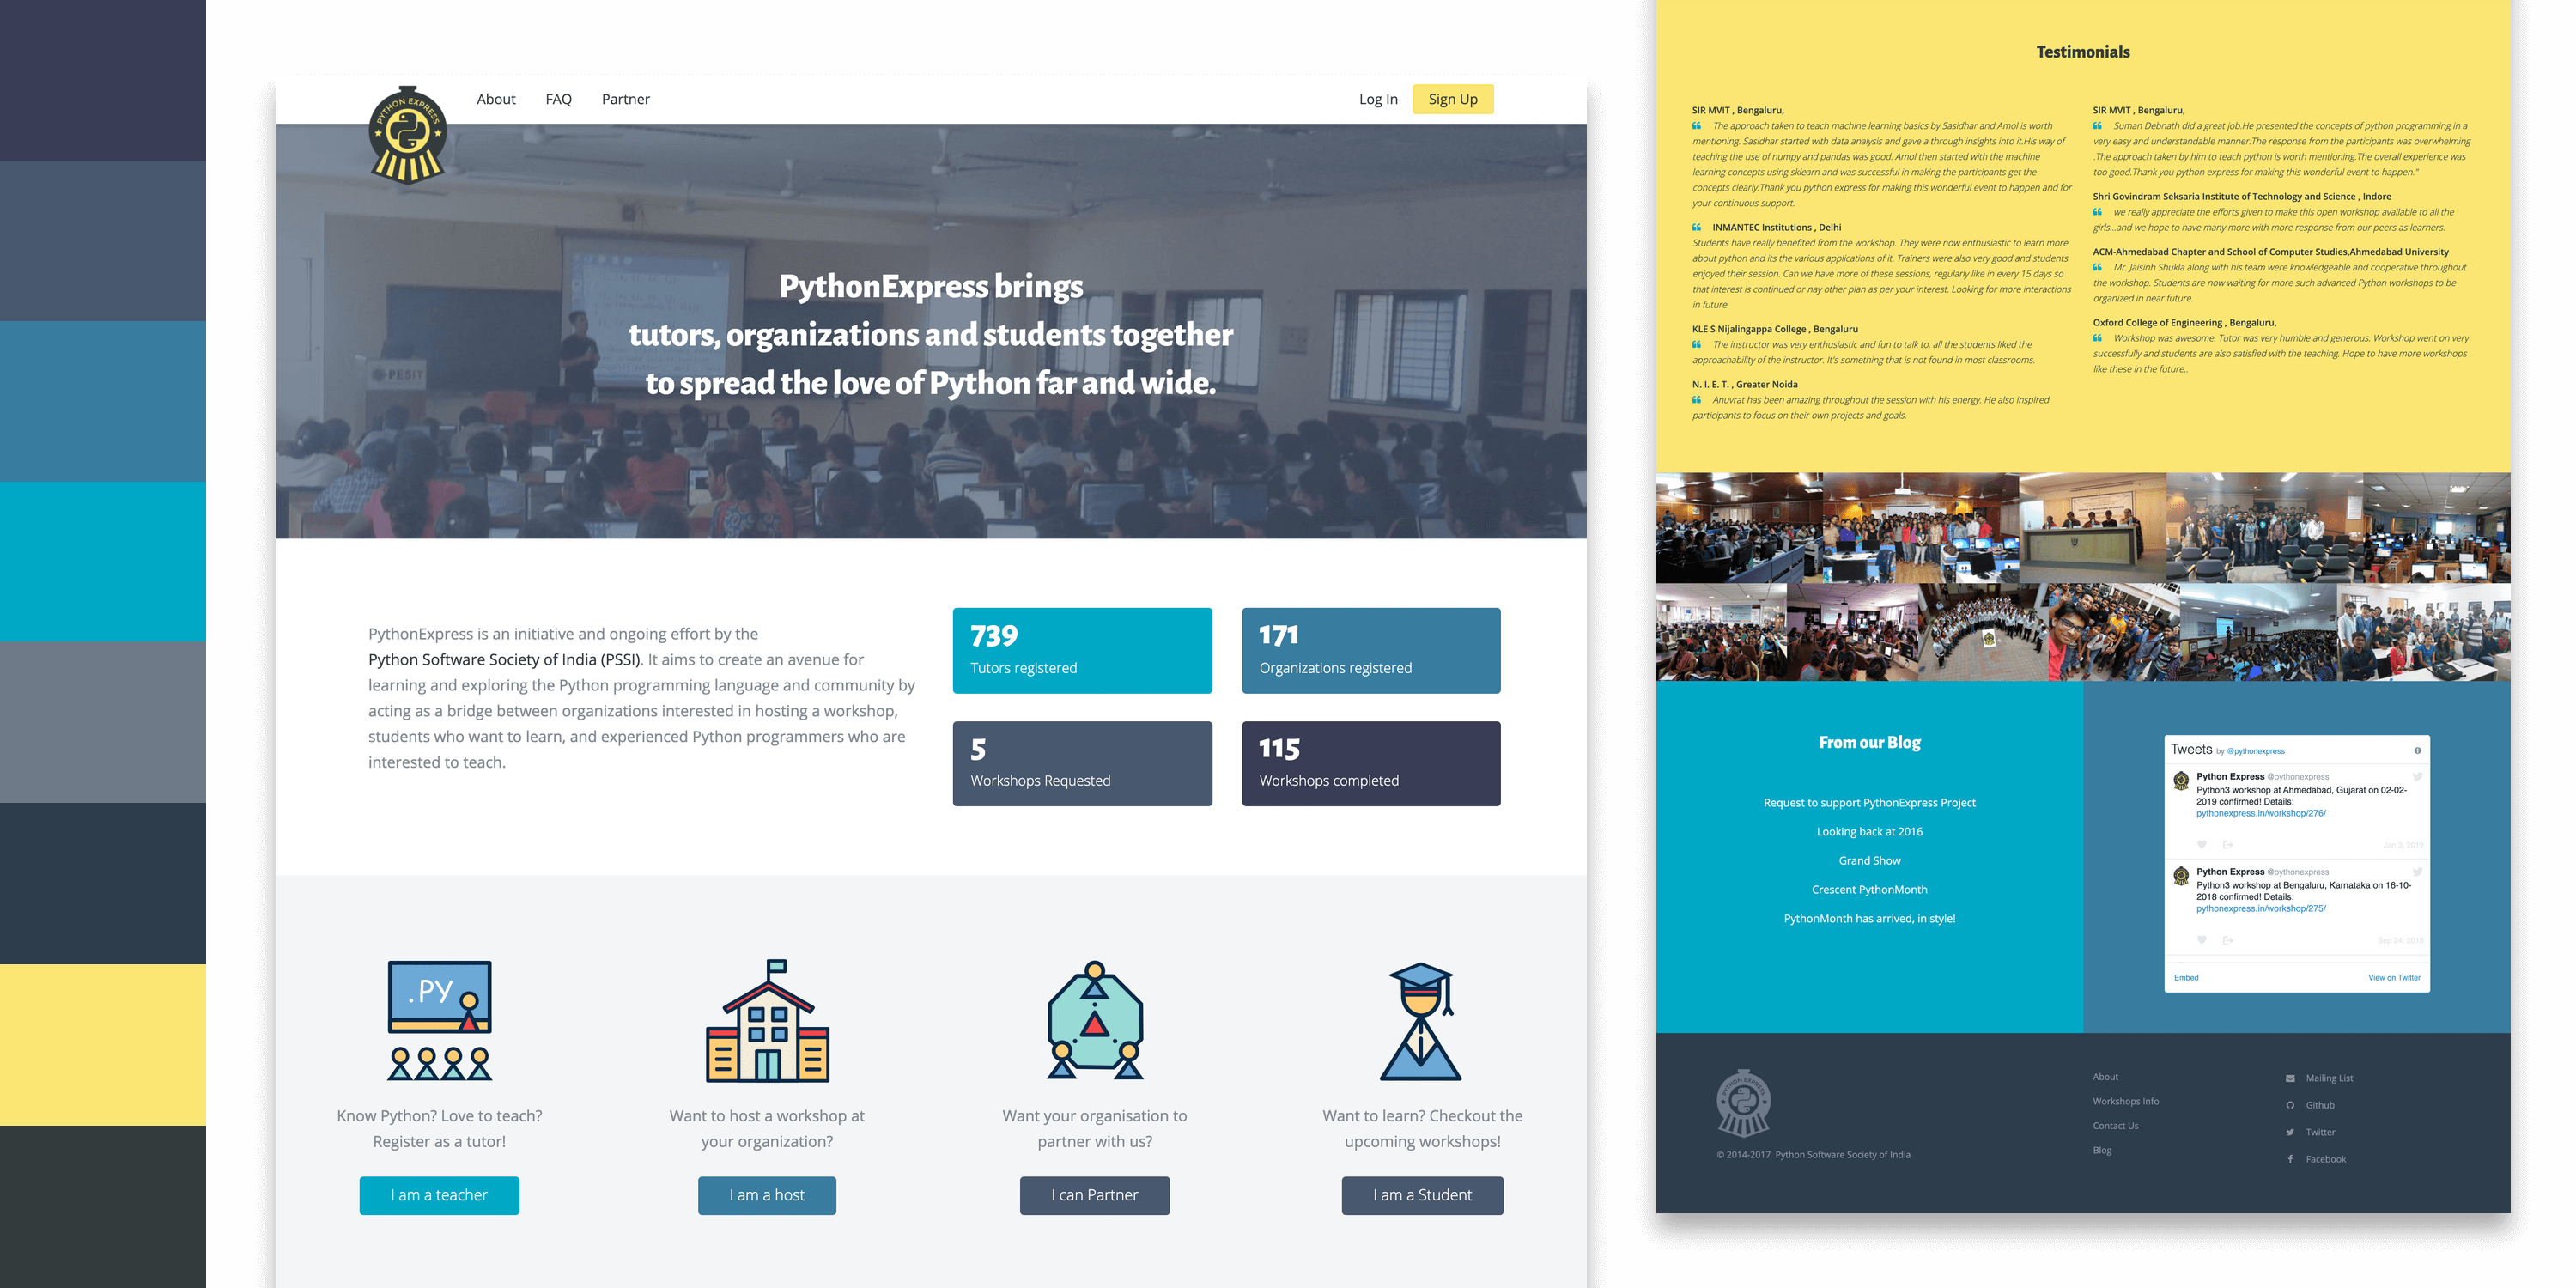 About
FAQ
Partner
Log In
Sign Up
PYTHON EXPRESS
PESIT
PythonExpress brings
tutors, organizations and students together
to spread the love of Python far and wide.
PythonExpress is an initiative and ongoing effort by the
Python Software Society of India (PSSI). It aims to create an avenue for
learning and exploring the Python programming language and community by
acting as a bridge between organizations interested in hosting a workshop,
students who want to learn, and experienced Python programmers who are
interested to teach.
739
Tutors registered
171
Organizations registered
5
Workshops Requested
115
Workshops completed
.PY
Know Python? Love to teach?
Register as a tutor!
I am a teacher
Want to host a workshop at
your organization?
I am a host
Want your organisation to
partner with us?
I can Partner
Want to learn? Checkout the
upcoming workshops!
I am a Student
Testimonials
SIR MVIT , Bengaluru,
The approach taken to teach machine learning basics by Sasidhar and Amol is worth
mentioning. Sasidhar started with data analysis and gave a through insights into it.His way of
teaching the use of numpy and pandas was good. Amol then started with the machine
learning concepts using sklearn and was successful in making the participants get the
concepts clearly.Thank you python express for making this wonderful event to happen and for
your continuous support.
INMANTEC Institutions , Delhi
Students have really benefited from the workshop. They were now enthusiastic to learn more
about python and its the various applications of it. Trainers were also very good and students
enjoyed their session. Can we have more of these sessions, regularly like in every 15 days so
that interest is continued or nay other plan as per your interest. Looking for more interactions
in future.
KLE S Nijalingappa College , Bengaluru
The instructor was very enthusiastic and fun to talk to, all the students liked the
approachability of the instructor. It's something that is not found in most classrooms.
N. I. E. T. , Greater Noida
Anuvrat has been amazing throughout the session with his energy. He also inspired
participants to focus on their own projects and goals.
SIR MVIT , Bengaluru,
Suman Debnath did a great job.He presented the concepts of python programming in a
very easy and understandable manner.The response from the participants was overwhelming
.The approach taken by him to teach python is worth mentioning.The overall experience was
too good.Thank you python express for making this wonderful event to happen."
Shri Govindram Seksaria Institute of Technology and Science , Indore
we really appreciate the efforts given to make this open workshop available to all the
girls...and we hope to have many more with more response from our peers as learners.
ACM-Ahmedabad Chapter and School of Computer Studies,Ahmedabad University
Mr. Jaisinh Shukla along with his team were knowledgeable and cooperative throughout
the workshop. Students are now waiting for more such advanced Python workshops to be
organized in near future.
Oxford College of Engineering , Bengaluru,
Workshop was awesome. Tutor was very humble and generous. Workshop went on very
successfully and students are also satisfied with the teaching. Hope to have more workshops
like these in the future..
From our Blog
Request to support PythonExpress Project
Looking back at 2016
Grand Show
Crescent PythonMonth
PythonMonth has arrived, in style!
Tweets by @pythonexpress
Python Express @pythonexpress
Python3 workshop at Ahmedabad, Gujarat on 02-02-
2019 confirmed! Details:
pythonexpress.in/workshop/276/
Jan 3, 2019
Python Express @pythonexpress
Python3 workshop at Bengaluru, Karnataka on 16-10-
2018 confirmed! Details:
pythonexpress.in/workshop/275/
Sep 24, 2018
Embed
View on Twitter
PYTHON EXPRESS
© 2014-2017 Python Software Society of India
About
Workshops Info
Contact Us
Blog
Mailing List
Github
Twitter
Facebook